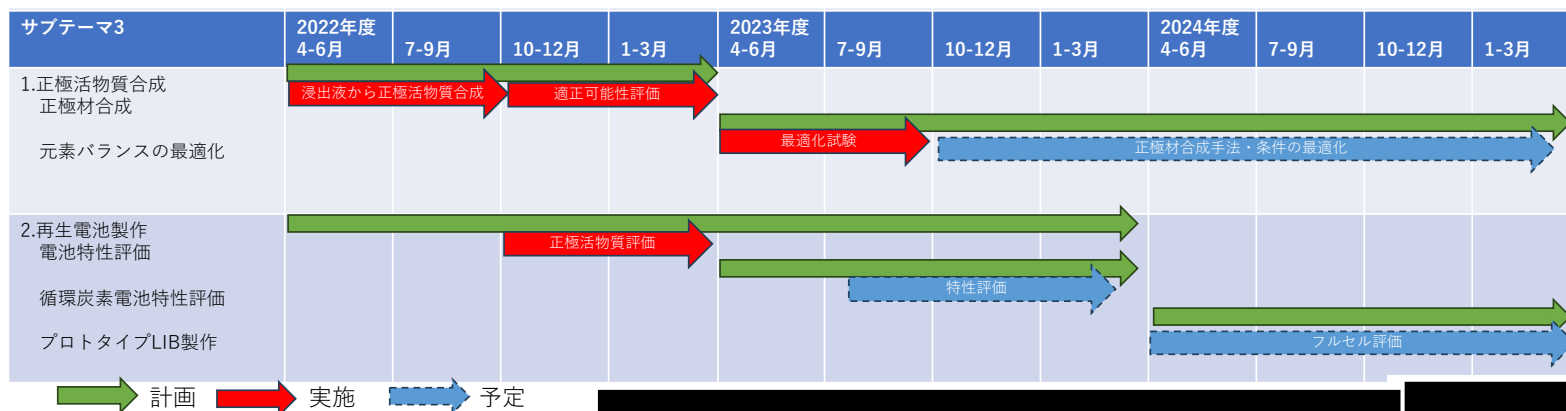 サブテーマ3
2022年度
4-6月
7-9月
10-12月
1-3月
2023年度
4-6月
7-9月
10-12月
1-3月
2024年度
4-6月
7-9月
10-12月
1-3月
1.正極活物質合成
正極材合成
浸出液から正極活物質合成
適正可能性評価
元素バランスの最適化
最適化試験
正極材合成手法・条件の最適化
2.再生電池製作
電池特性評価
正極活物質評価
循環炭素電池特性評価
特性評価
プロトタイプLIB製作
フルセル評価
計画
実施
予定